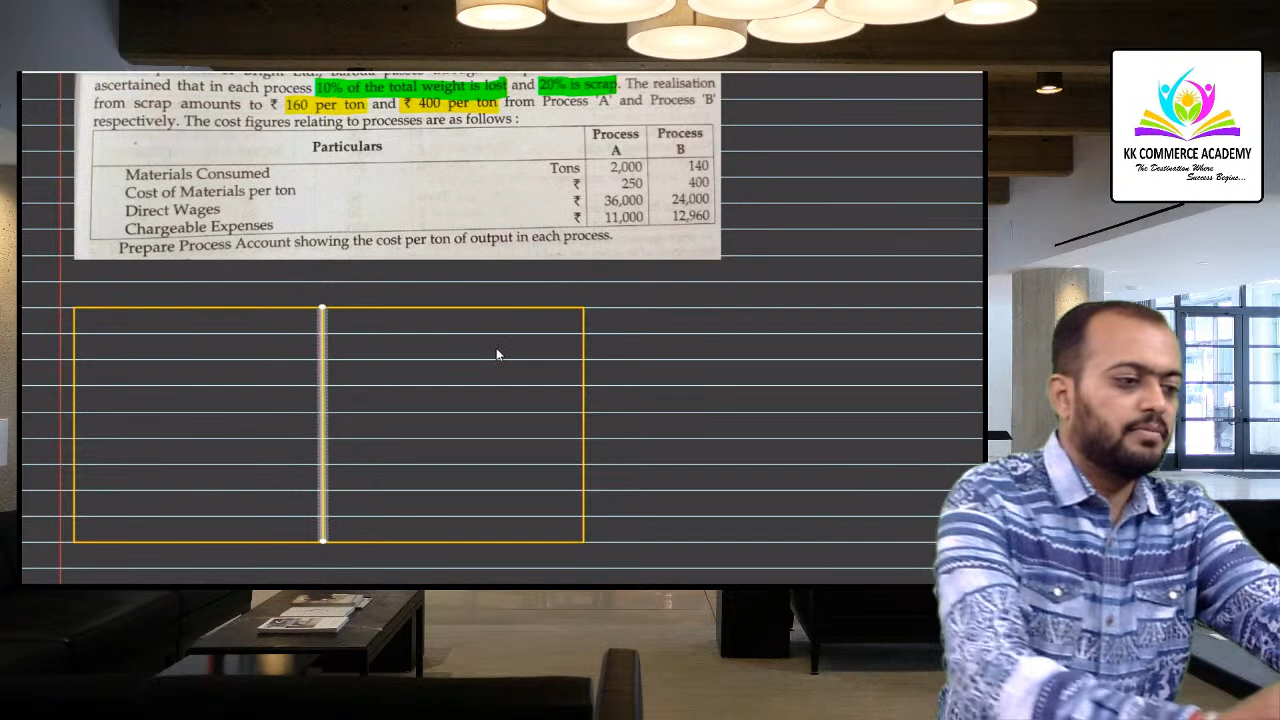 ascertained that in each process 10% of the total weight is lost and 20% is scrap. The realisation
from scrap amounts to ₹ 160 per ton and ₹ 400 per ton from Process 'A' and Process 'B'
respectively. The cost figures relating to processes are as follows :
Particulars Process A Process B
Materials Consumed Tons 2,000 140
Cost of Materials per ton ₹ 250 400
Direct Wages ₹ 36,000 24,000
Chargeable Expenses ₹ 11,000 12,960
Prepare Process Account showing the cost per ton of output in each process.
KK COMMERCE ACADEMY
The Destination Where
Success Begins...